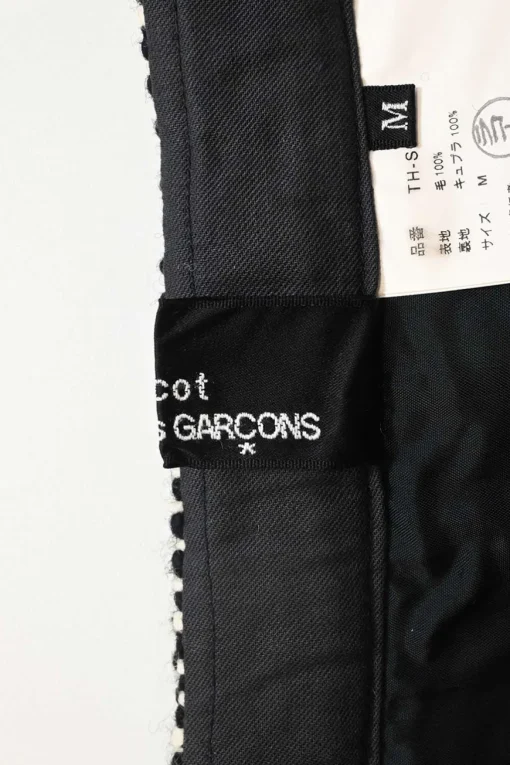 cot
GARCONS
*
M
品番 TH-S
表地 毛100%
裏地 キュプラ100%
サイズ M